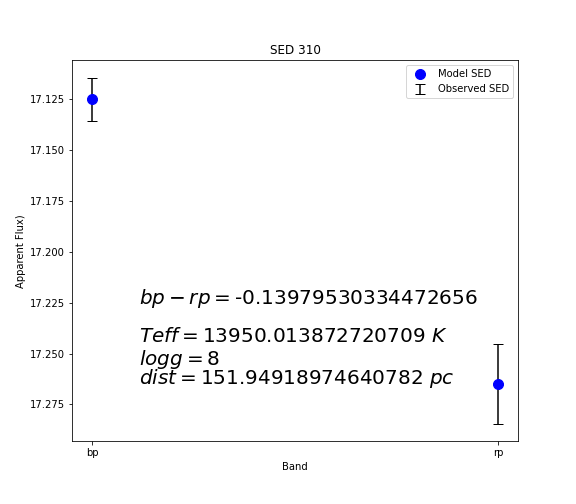 SED 310
Model SED
Observed SED
17.125
17.150
17.175
17.200
17.225
17.250
17.275
Apparent Flux)
bp − rp = -0.13979530334472656
Teff = 13950.013872720709 K
logg = 8
dist = 151.94918974640782 pc
bp
rp
Band